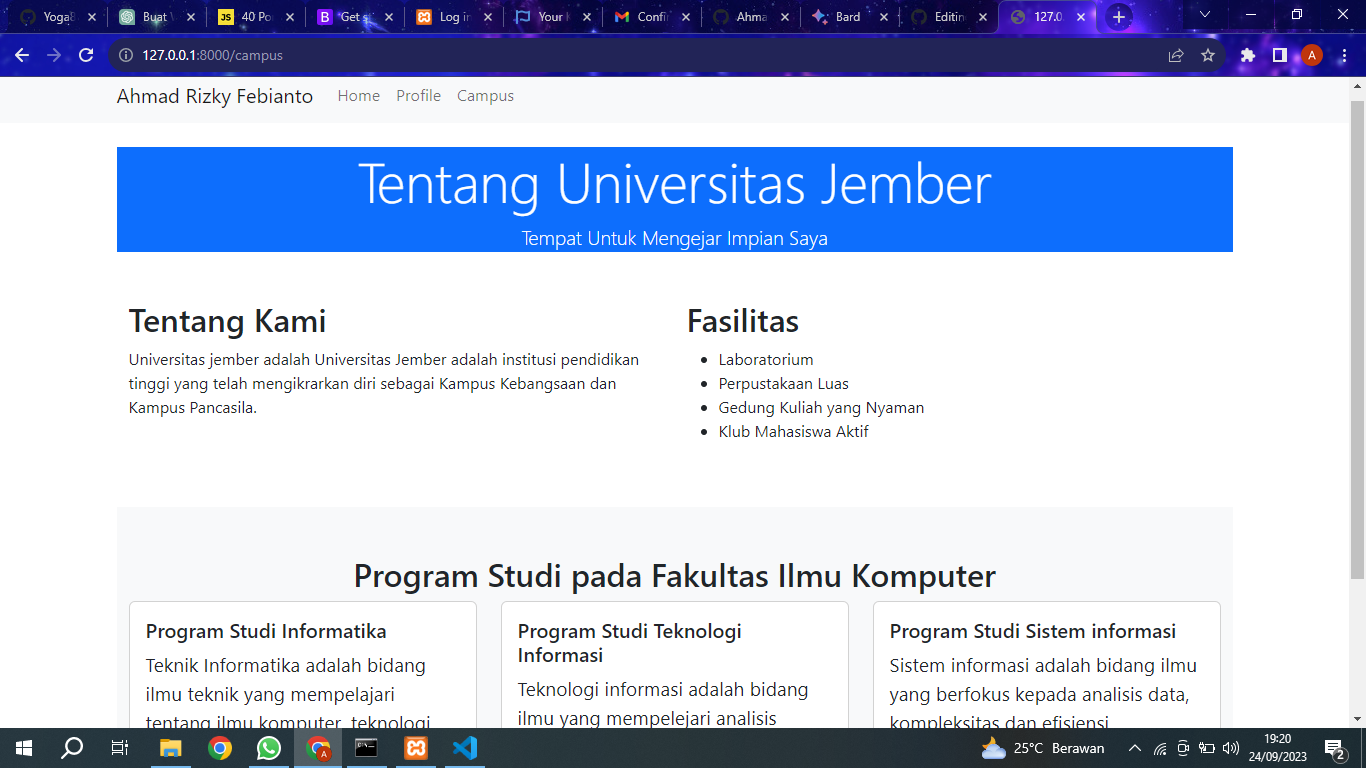 Buat
40 Po
Get s
Log in
Your
Confir
Ahma
Bard
Editin
127.0
127.0.0.1:8000/campus
A
Ahmad Rizky Febianto Home Profile Campus
Tentang Universitas Jember
Tempat Untuk Mengejar Impian Saya
Tentang Kami
Universitas jember adalah Universitas Jember adalah institusi pendidikan
tinggi yang telah mengikrarkan diri sebagai Kampus Kebangsaan dan
Kampus Pancasila.
Fasilitas
Laboratorium
Perpustakaan Luas
Gedung Kuliah yang Nyaman
Klub Mahasiswa Aktif
Program Studi pada Fakultas Ilmu Komputer
Program Studi Informatika
Teknik Informatika adalah bidang
ilmu teknik yang mempelajari
tentang ilmu komputer, teknologi
Program Studi Teknologi
Informasi
Teknologi informasi adalah bidang
ilmu yang mempelejari analisis
Program Studi Sistem informasi
Sistem informasi adalah bidang ilmu
yang berfokus kepada analisis data,
kompleksitas dan efisiensi
25°C Berawan
19:20
24/09/2023
2